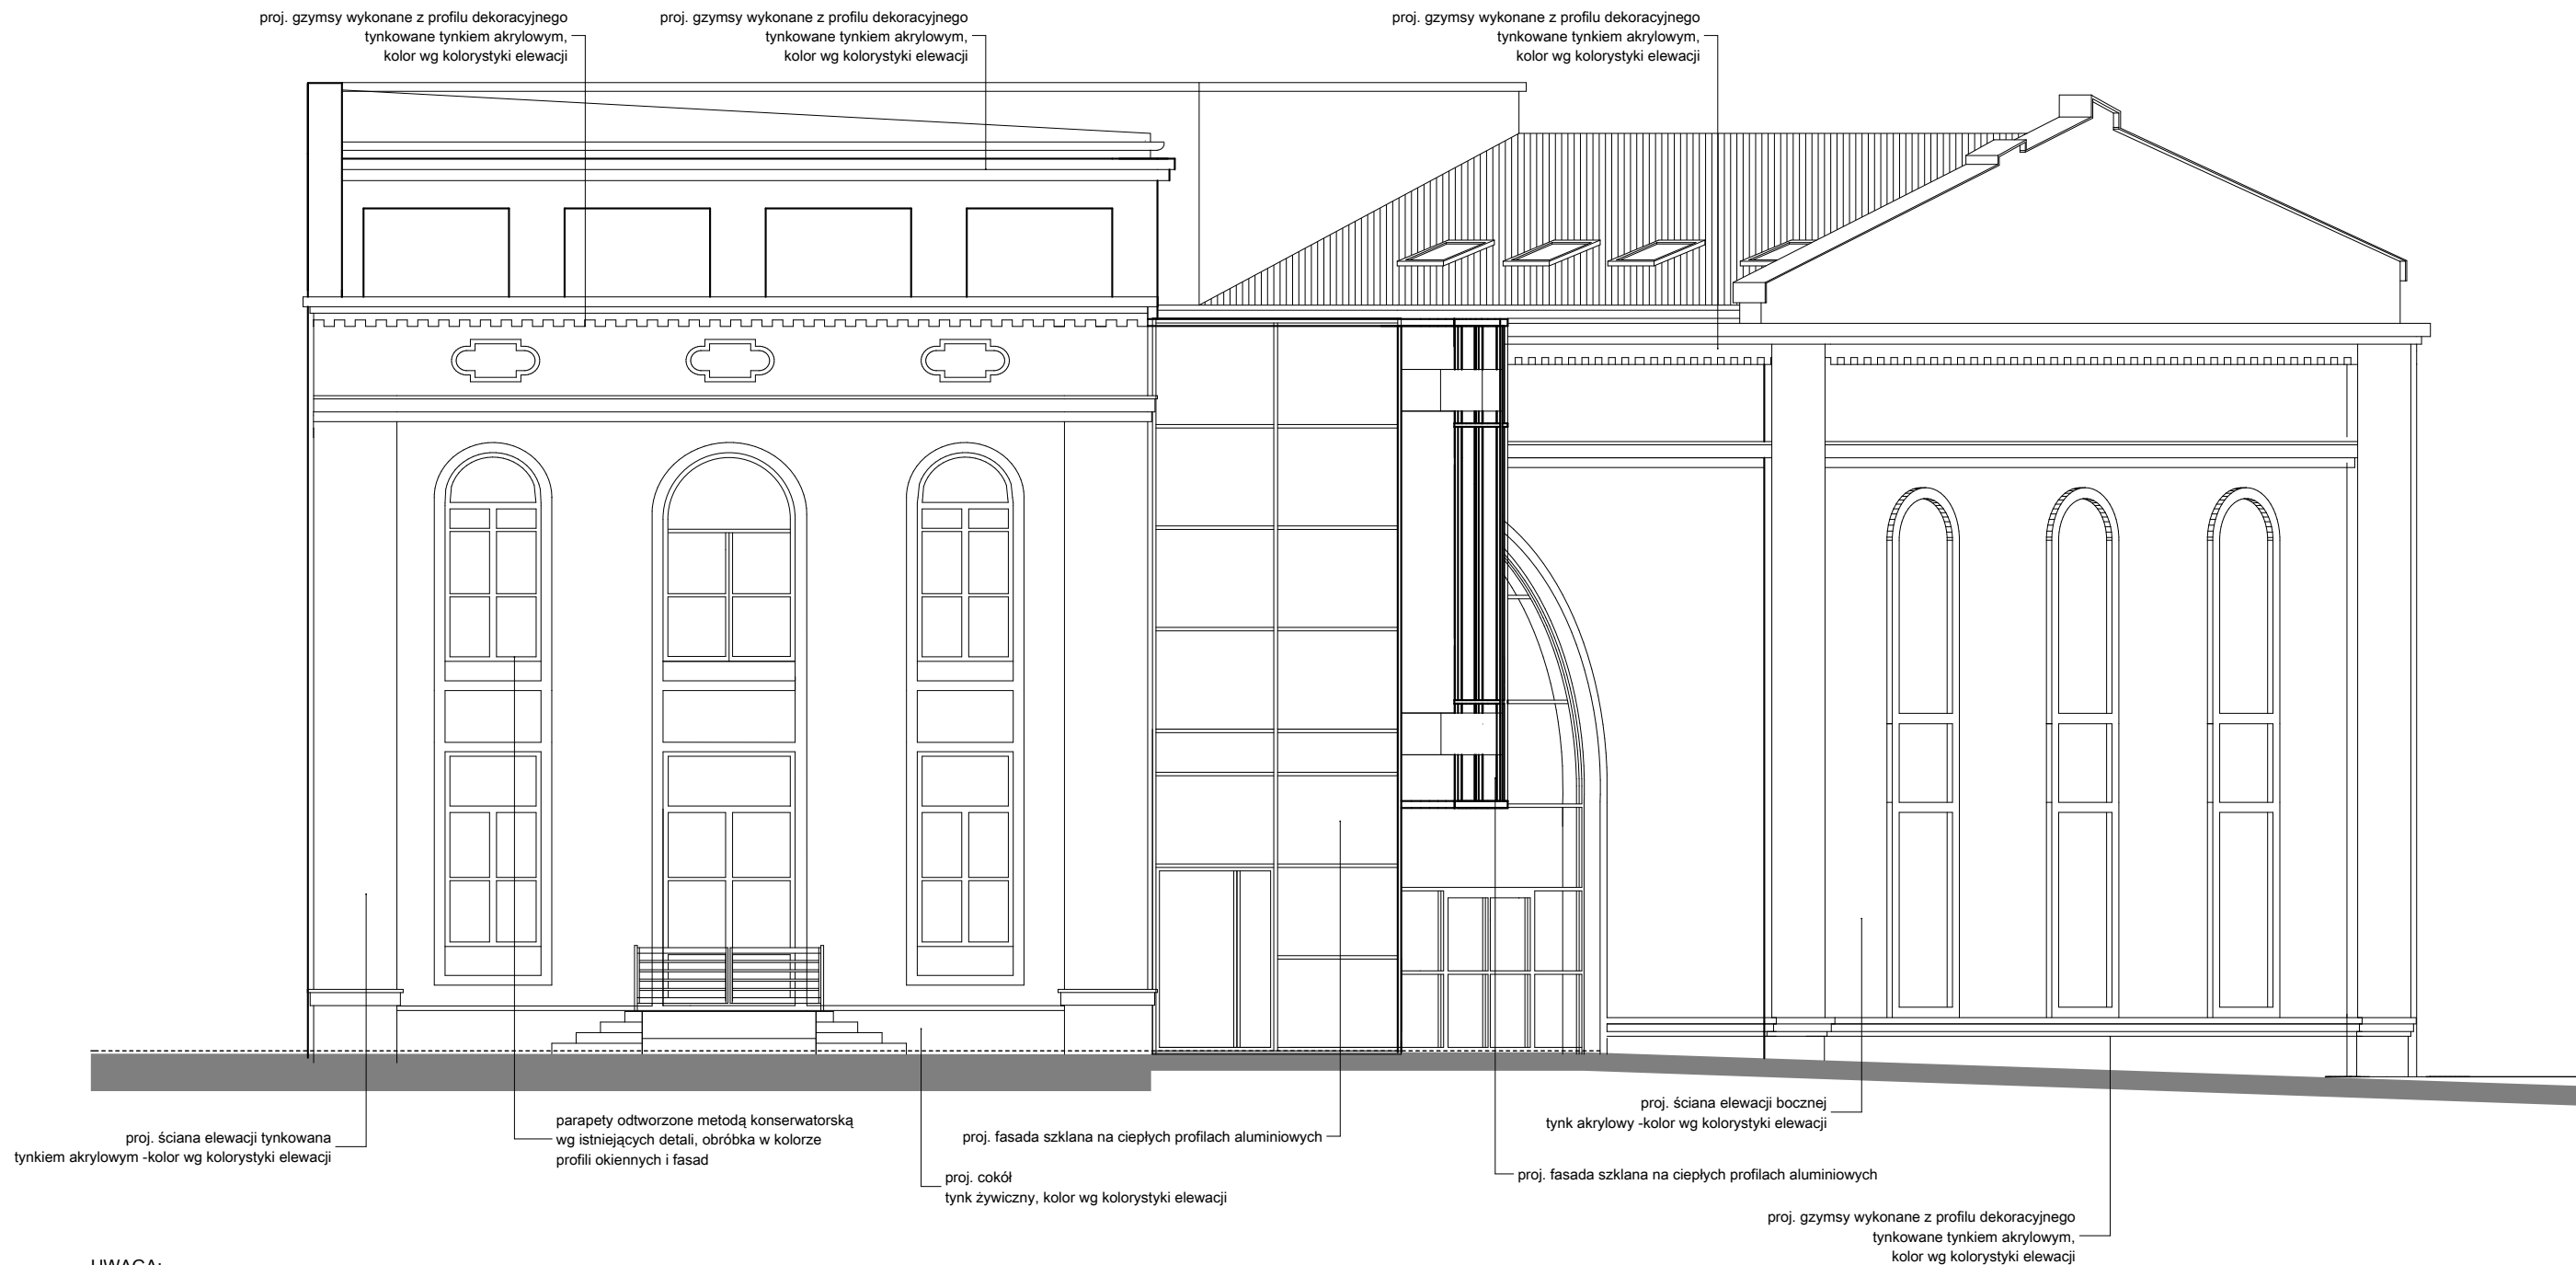 proj. gzymsy wykonane z profilu dekoracyjnego
tynkowane tynkiem akrylowym,
kolor wg kolorystyki elewacji
proj. gzymsy wykonane z profilu dekoracyjnego
tynkowane tynkiem akrylowym,
kolor wg kolorystyki elewacji
proj. gzymsy wykonane z profilu dekoracyjnego
tynkowane tynkiem akrylowym,
kolor wg kolorystyki elewacji
proj. ściana elewacji tynkowana
tynkiem akrylowym -kolor wg kolorystyki elewacji
parapety odtworzone metodą konserwatorską
wg istniejących detali, obróbka w kolorze
profili okiennych i fasad
proj. cokół
tynk żywiczny, kolor wg kolorystyki elewacji
proj. fasada szklana na ciepłych profilach aluminiowych
proj. ściana elewacji bocznej
tynk akrylowy -kolor wg kolorystyki elewacji
proj. fasada szklana na ciepłych profilach aluminiowych
proj. gzymsy wykonane z profilu dekoracyjnego
tynkowane tynkiem akrylowym,
kolor wg kolorystyki elewacji
UWAGA: